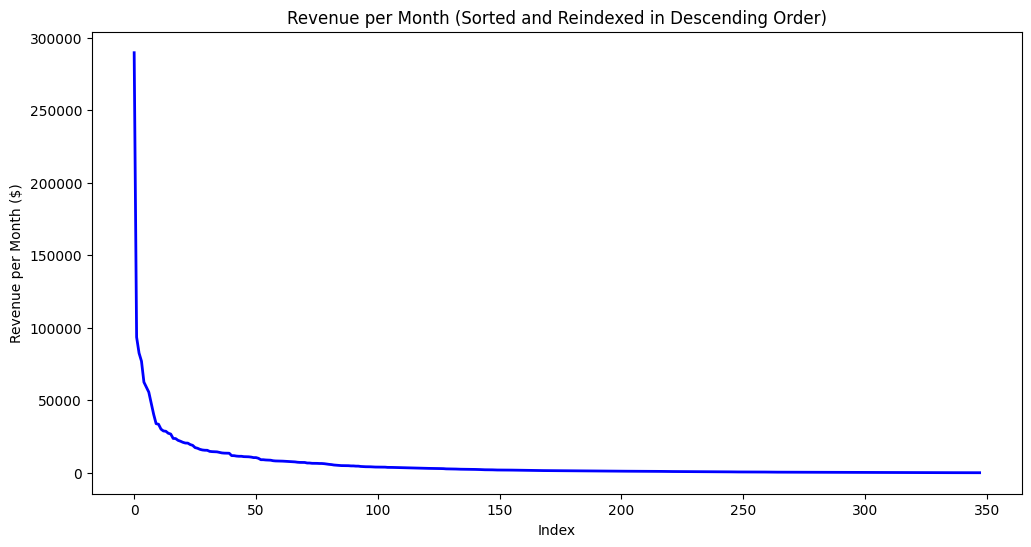 Revenue per Month (Sorted and Reindexed in Descending Order)
Revenue per Month ($)
300000
250000
200000
150000
100000
50000
0
0 50 100 150 200 250 300 350
Index